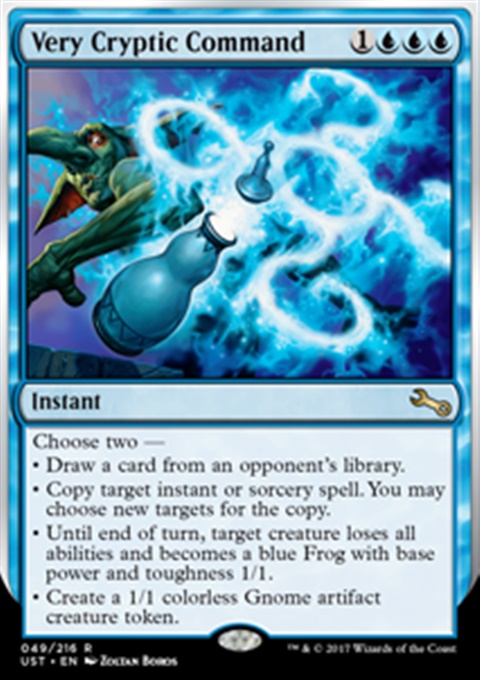 Very Cryptic Command 1
Instant
Choose two —
• Draw a card from an opponent's library.
• Copy target instant or sorcery spell. You may
choose new targets for the copy.
• Until end of turn, target creature loses all
abilities and becomes a blue Frog with base
power and toughness 1/1.
• Create a 1/1 colorless Gnome artifact
creature token.
049/216 R
UST • EN Zoltan Boros
™ & © 2017 Wizards of the Coast